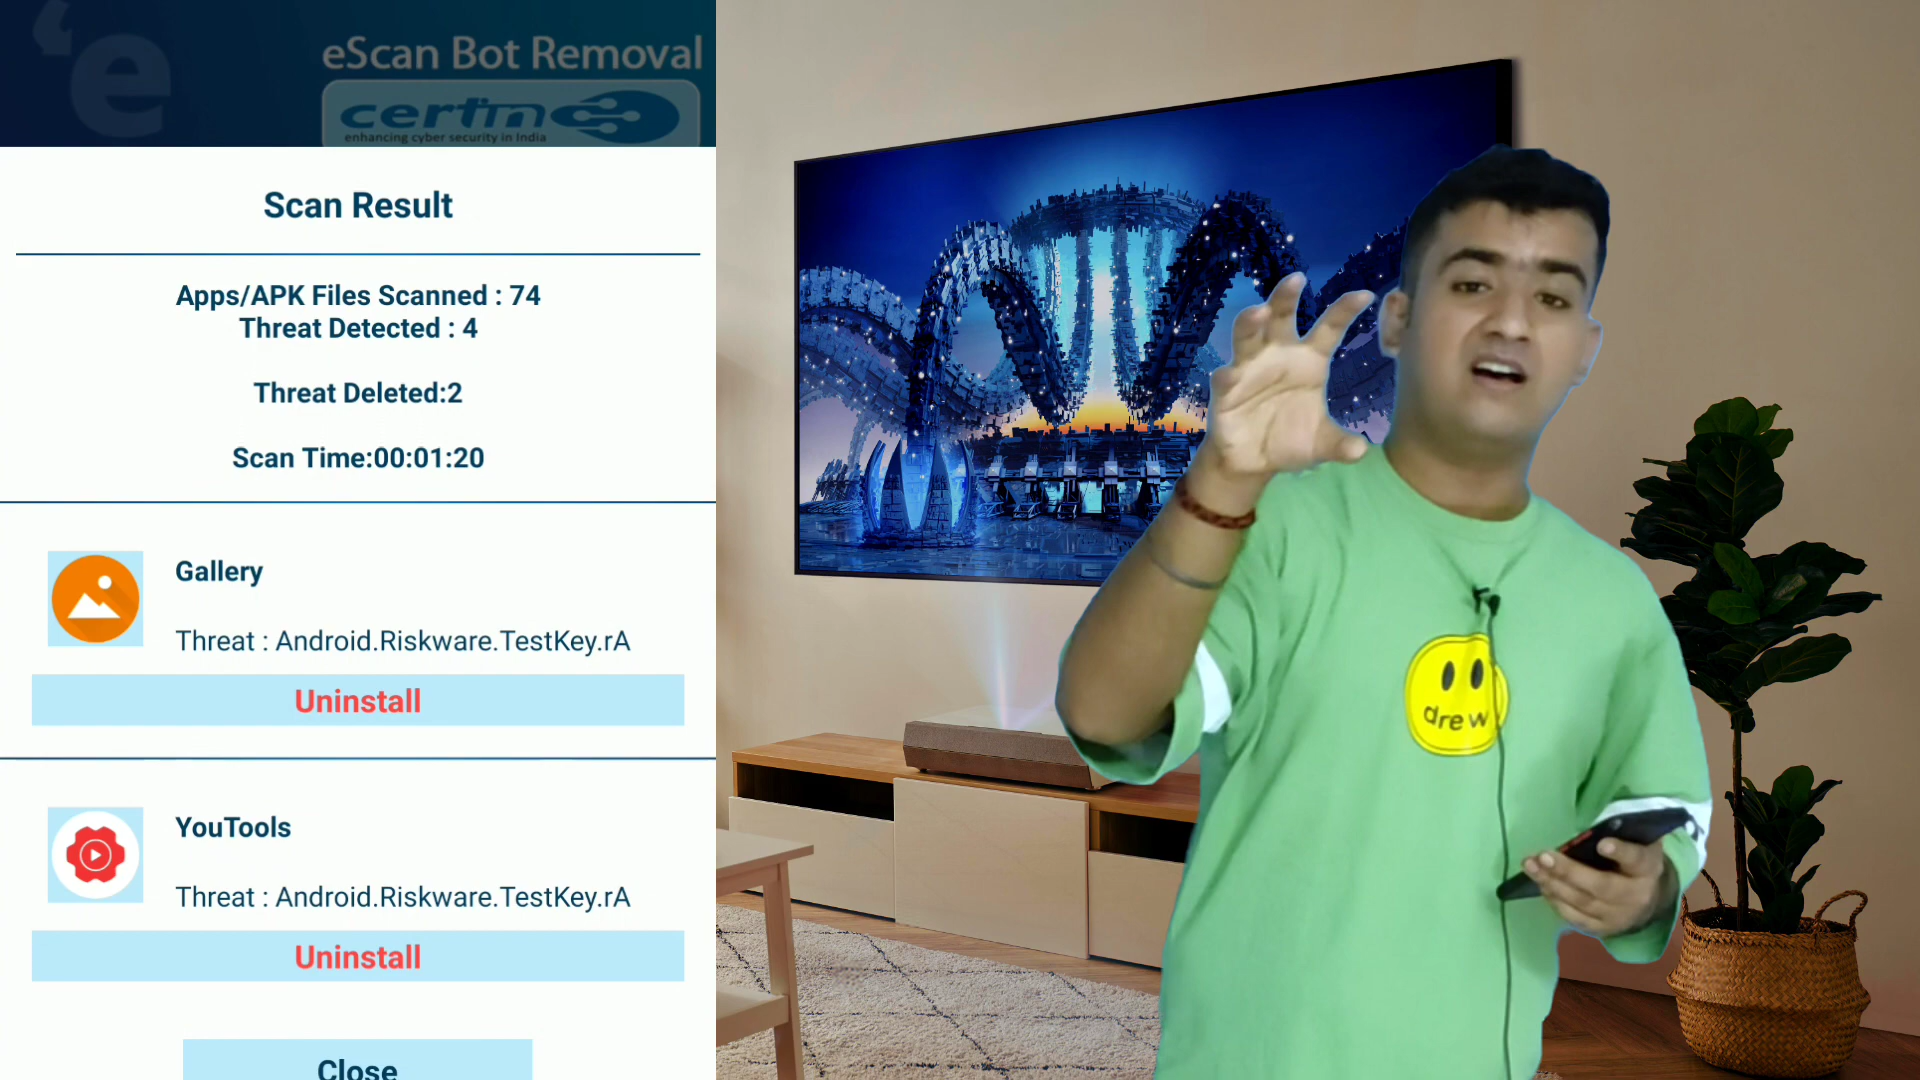 e
eScan Bot Removal
certin
enhancing cyber security in India
Scan Result
Apps/APK Files Scanned : 74
Threat Detected : 4
Threat Deleted:2
Scan Time:00:01:20
Gallery
Threat : Android.Riskware.TestKey.rA
Uninstall
YouTools
Threat : Android.Riskware.TestKey.rA
Uninstall
Close
drew